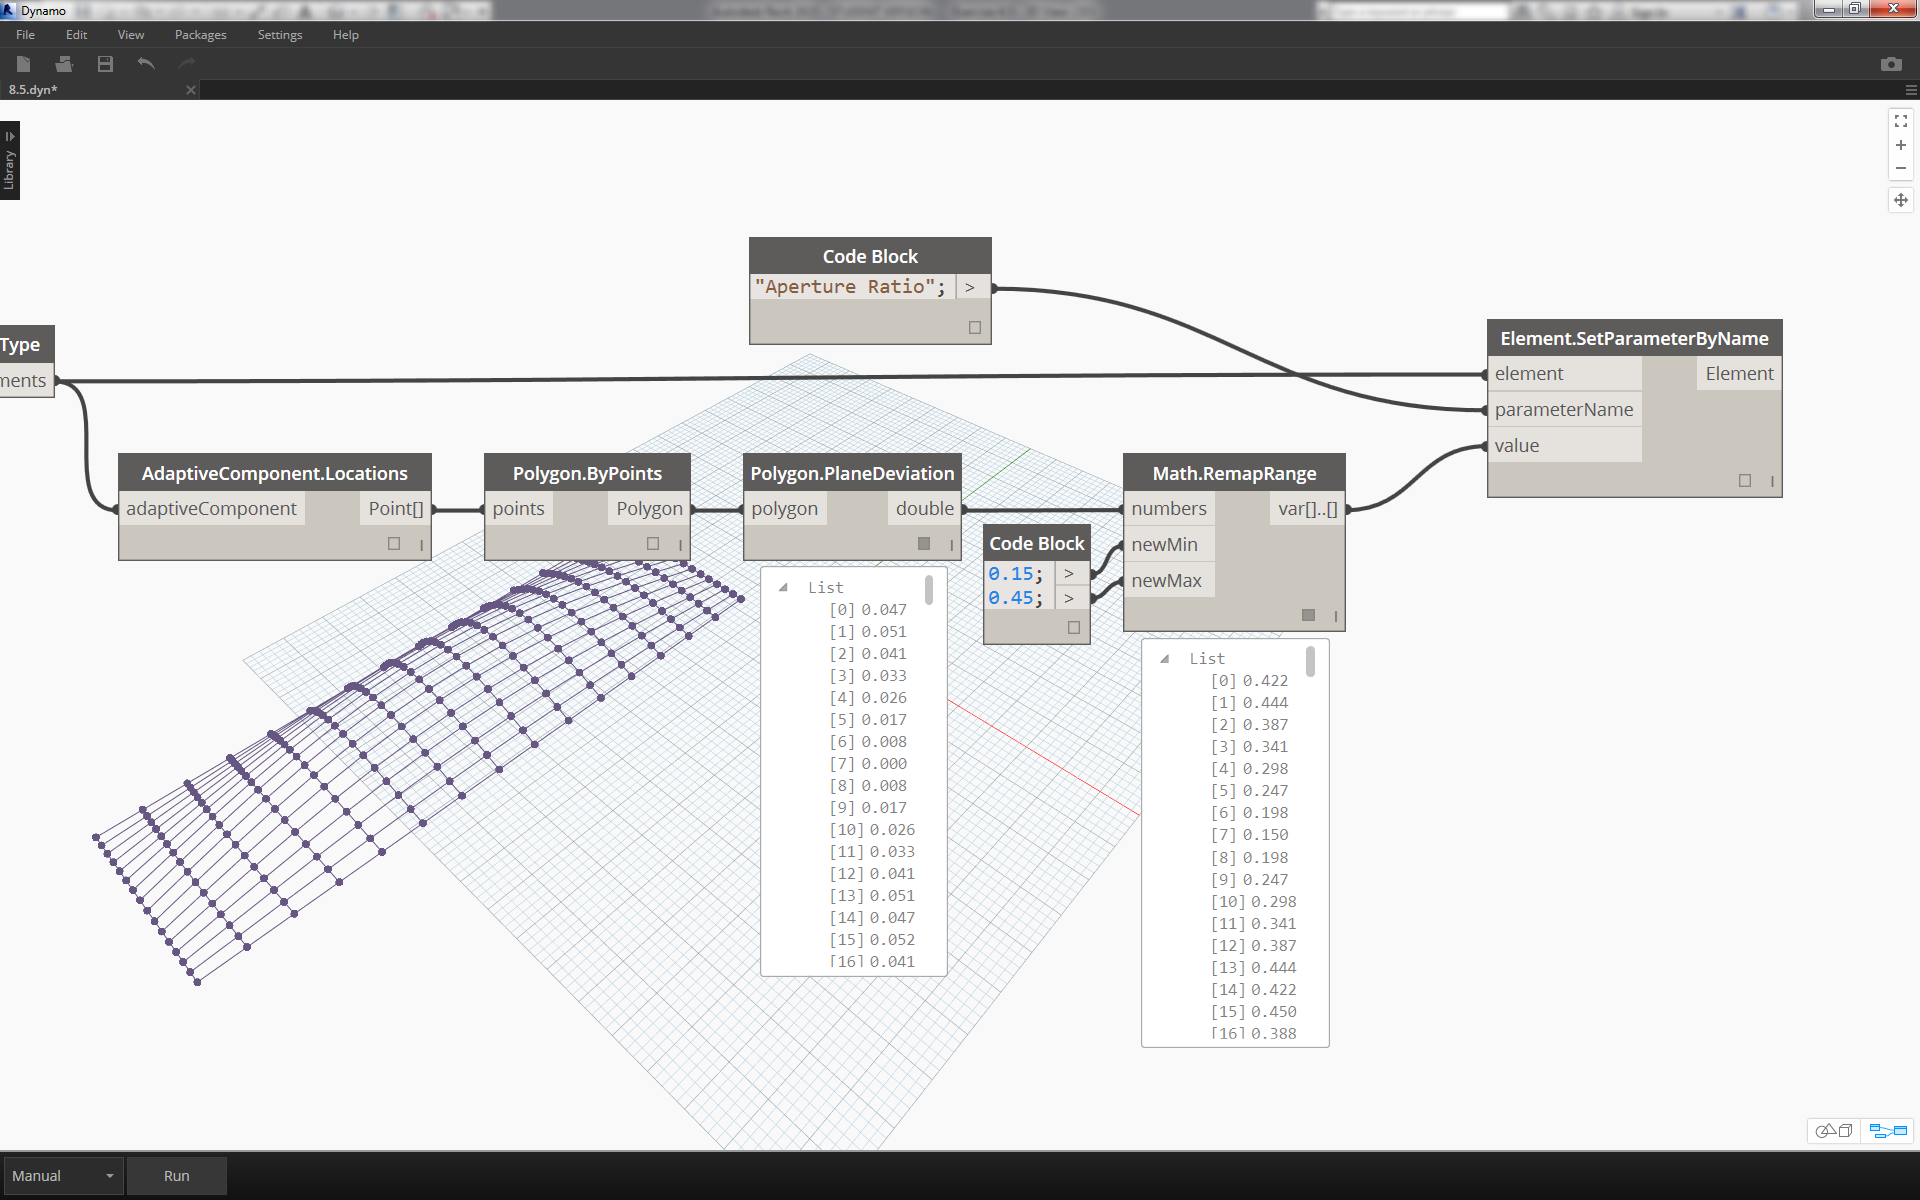 Dynamo
File Edit View Packages Settings Help
8.5.dyn*
Library
Code Block
"Aperture Ratio"; >
Type
ments
Element.SetParameterByName
element Element
parameterName
value
AdaptiveComponent.Locations
adaptiveComponent Point[]
Polygon.ByPoints
points Polygon
Polygon.PlaneDeviation
polygon double
Math.RemapRange
numbers var[]..[]
newMin
newMax
Code Block
0.15; >
0.45; >
List
[0] 0.047
[1] 0.051
[2] 0.041
[3] 0.033
[4] 0.026
[5] 0.017
[6] 0.008
[7] 0.000
[8] 0.008
[9] 0.017
[10] 0.026
[11] 0.033
[12] 0.041
[13] 0.051
[14] 0.047
[15] 0.052
[16] 0.041
List
[0] 0.422
[1] 0.444
[2] 0.387
[3] 0.341
[4] 0.298
[5] 0.247
[6] 0.198
[7] 0.150
[8] 0.198
[9] 0.247
[10] 0.298
[11] 0.341
[12] 0.387
[13] 0.444
[14] 0.422
[15] 0.450
[16] 0.388
Manual Run